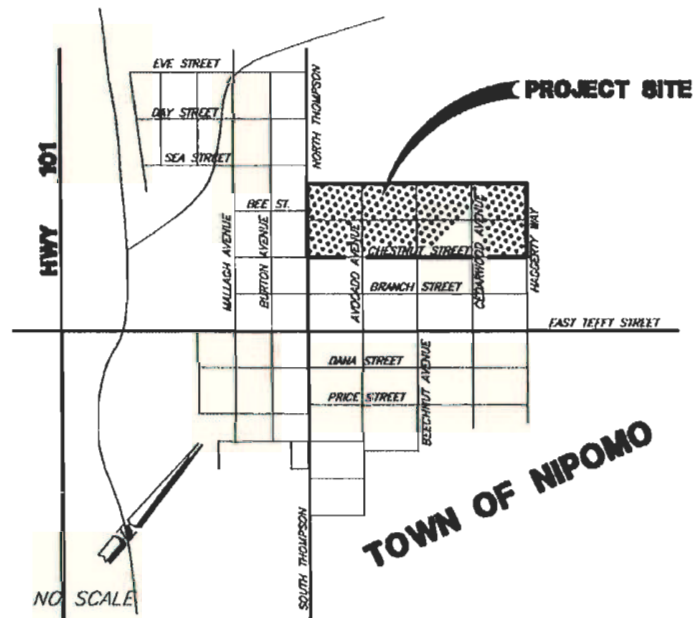 EVE STREET
PROJECT SITE
DAY STREET
NORTH THOMPSON
101
SEA STREET
BEE ST.
HWY
MALLAGH AVENUE
BURTON AVENUE
AVOCADO AVENUE
CHESTNUT STREET
CEDARWOOD AVENUE
HAGGERTY WAY
BRANCH STREET
EAST TEFFT STREET
DANA STREET
PRICE STREET
BEECHNUT AVENUE
TOWN OF NIPOMO
SOUTH THOMPSON
NO SCALE